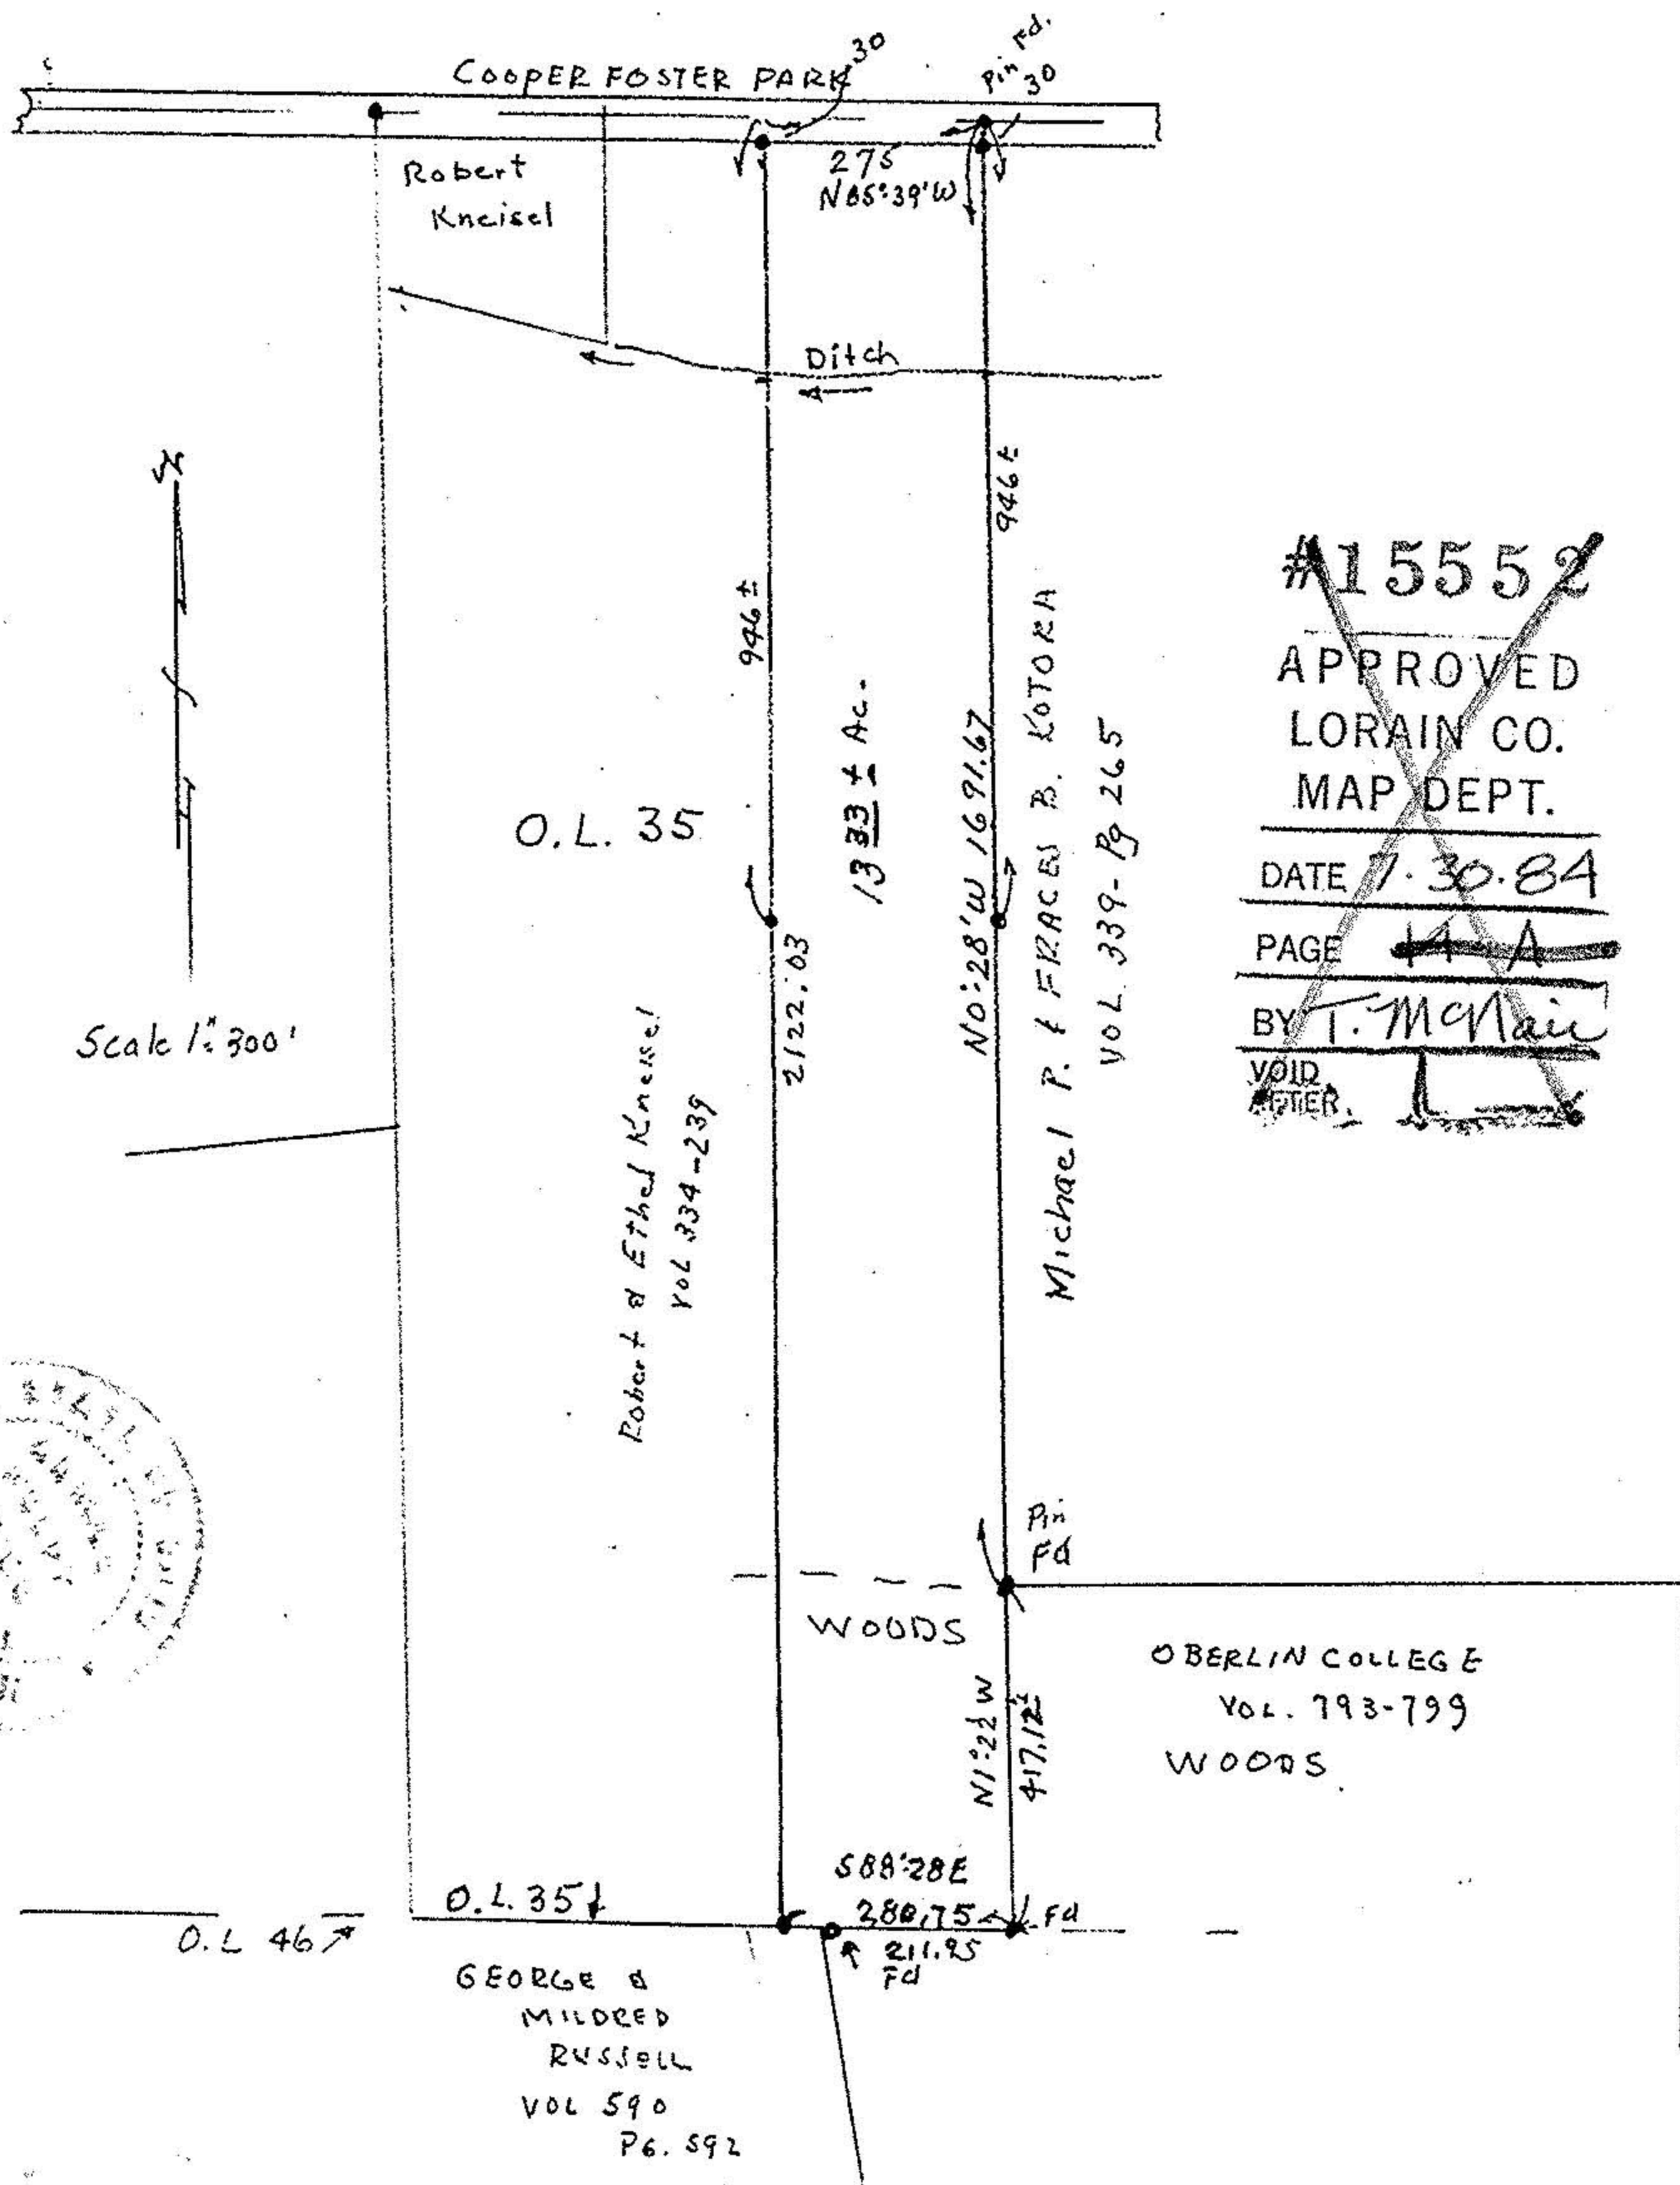 COOPER FOSTER PARK
30
Pin Fd.
30
Robert
Kneisel
275
N85°39'W
Ditch
N
946±
946±
#15552
APPROVED
LORAIN CO.
MAP DEPT.
DATE 7.30.84
PAGE
BY T. McNair
VOID
AFTER
O.L. 35
13 33 ± Ac.
N0°28'W 1691.67
Michael P. & FRACES B. KOTORA
VOL 339-Pg 265
Scale 1"=300'
2122.03
Robert & Ethel Kneisel
VOL 334-239
Pin
Fd
WOODS
OBERLIN COLLEGE
VOL. 793-799
WOODS
N1°22'W
417.12
S88°28E
280.75
Fd
211.95
Fd
O.L. 35
O.L 46
GEORGE &
MILDRED
RUSSELL
VOL 590
PG. 592